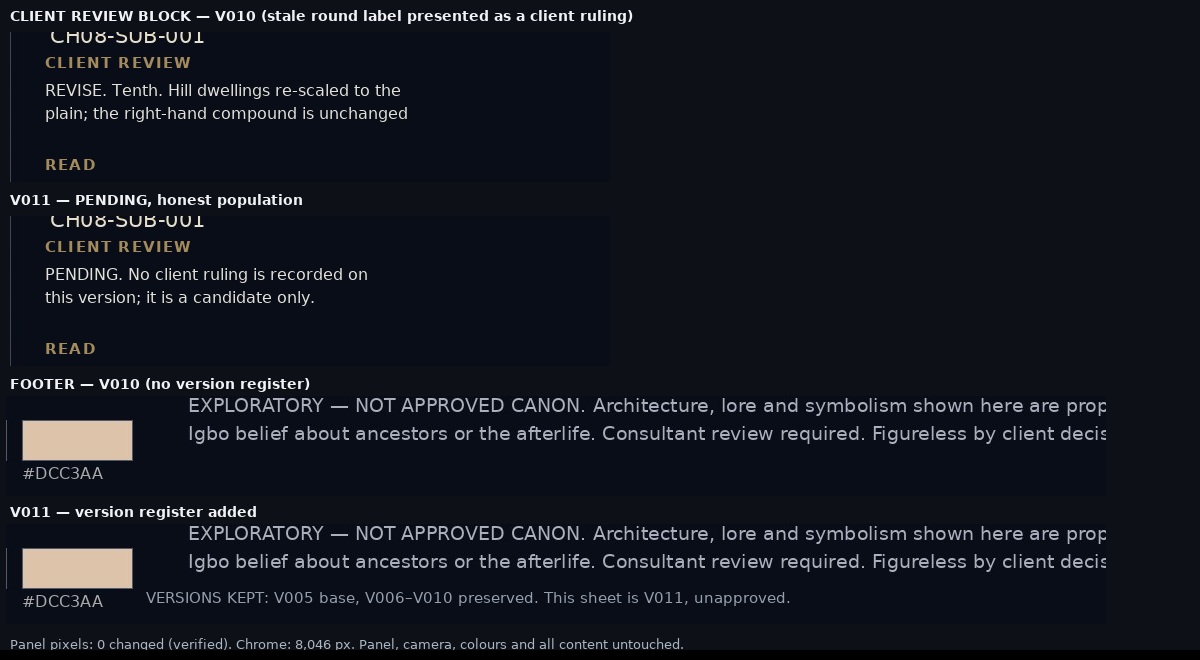 CLIENT REVIEW BLOCK — V010 (stale round label presented as a client ruling)
CH08-SUB-001
CLIENT REVIEW
REVISE. Tenth. Hill dwellings re-scaled to the
plain; the right-hand compound is unchanged
READ
V011 — PENDING, honest population
CH08-SUB-001
CLIENT REVIEW
PENDING. No client ruling is recorded on
this version; it is a candidate only.
READ
FOOTER — V010 (no version register)
EXPLORATORY — NOT APPROVED CANON. Architecture, lore and symbolism shown here are prop
Igbo belief about ancestors or the afterlife. Consultant review required. Figureless by client decis
#DCC3AA
V011 — version register added
EXPLORATORY — NOT APPROVED CANON. Architecture, lore and symbolism shown here are prop
Igbo belief about ancestors or the afterlife. Consultant review required. Figureless by client decis
#DCC3AA VERSIONS KEPT: V005 base, V006–V010 preserved. This sheet is V011, unapproved.
Panel pixels: 0 changed (verified). Chrome: 8,046 px. Panel, camera, colours and all content untouched.